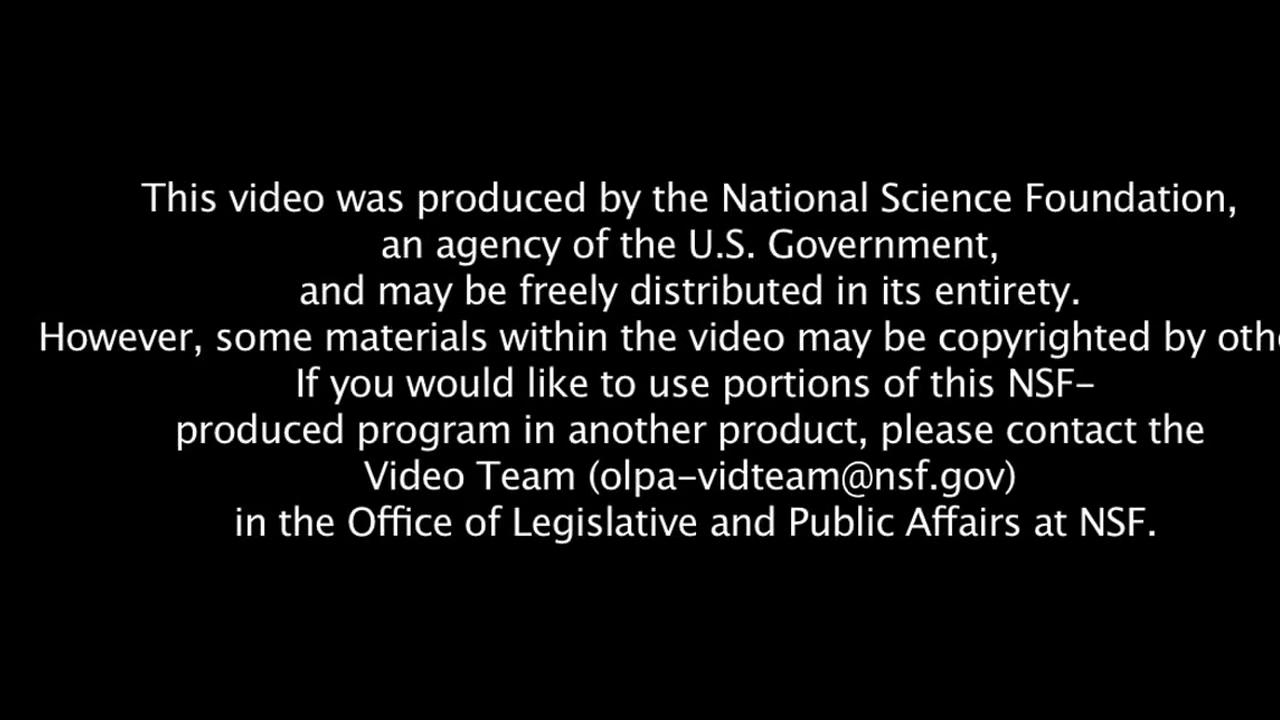 This video was produced by the National Science Foundation,
an agency of the U.S. Government,
and may be freely distributed in its entirety.
However, some materials within the video may be copyrighted by
If you would like to use portions of this NSF-
produced program in another product, please contact the
Video Team (olpa-vidteam@nsf.gov)
in the Office of Legislative and Public Affairs at NSF.